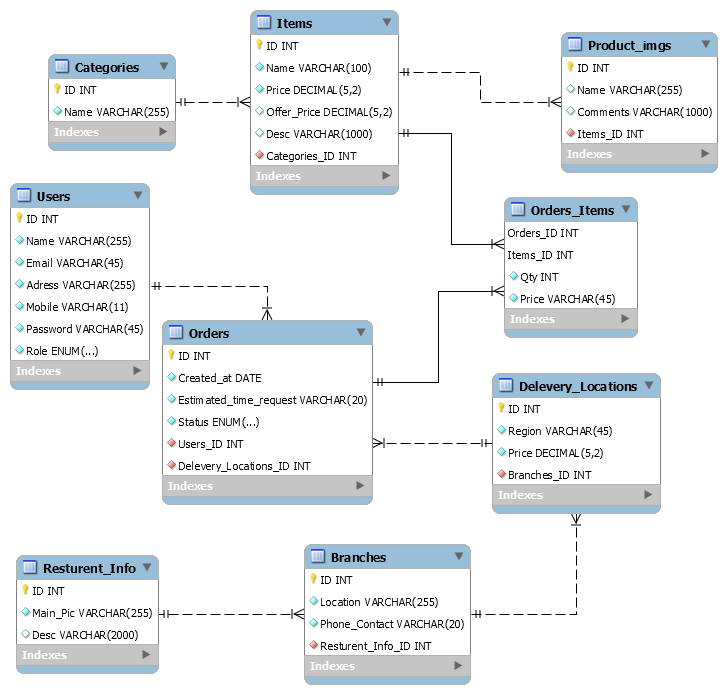 Categories
ID INT
Name VARCHAR(255)
Indexes
Items
ID INT
Name VARCHAR(100)
Price DECIMAL(5,2)
Offer_Price DECIMAL(5,2)
Desc VARCHAR(1000)
Categories_ID INT
Indexes
Product_imgs
ID INT
Name VARCHAR(255)
Comments VARCHAR(1000)
Items_ID INT
Indexes
Users
ID INT
Name VARCHAR(255)
Email VARCHAR(45)
Adress VARCHAR(255)
Mobile VARCHAR(11)
Password VARCHAR(45)
Role ENUM(...)
Indexes
Orders_Items
Orders_ID INT
Items_ID INT
Qty INT
Price VARCHAR(45)
Indexes
Orders
ID INT
Created_at DATE
Estimated_time_request VARCHAR(20)
Status ENUM(...)
Users_ID INT
Delevery_Locations_ID INT
Indexes
Delevery_Locations
ID INT
Region VARCHAR(45)
Price DECIMAL(5,2)
Branches_ID INT
Indexes
Resturent_Info
ID INT
Main_Pic VARCHAR(255)
Desc VARCHAR(2000)
Indexes
Branches
ID INT
Location VARCHAR(255)
Phone_Contact VARCHAR(20)
Resturent_Info_ID INT
Indexes